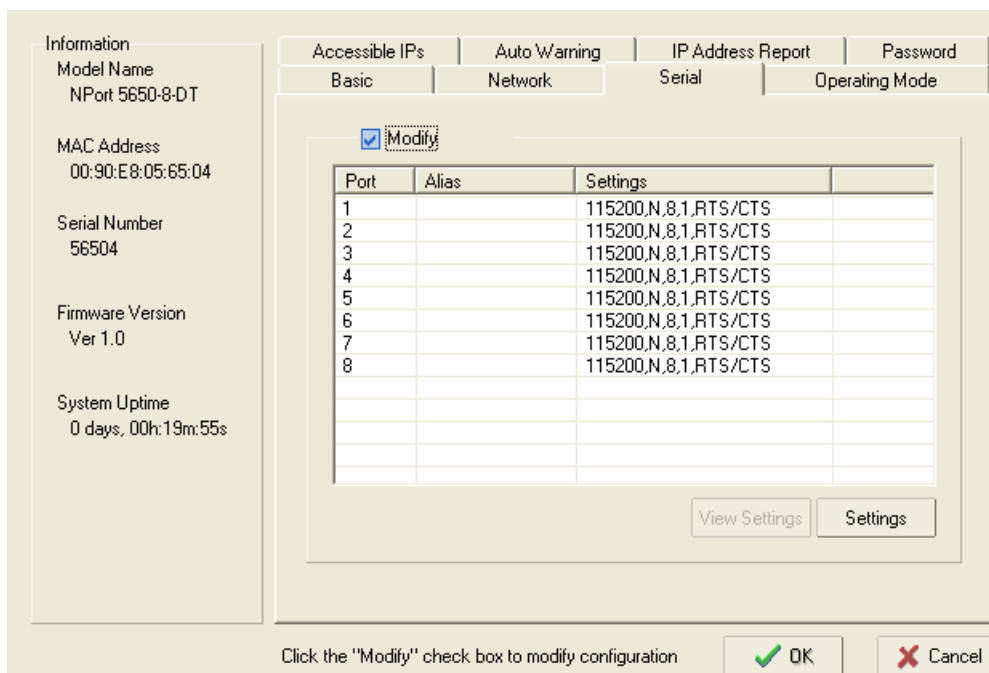 Information
Model Name
NPort 5650-8-DT
MAC Address
00:90:E8:05:65:04
Serial Number
56504
Firmware Version
Ver 1.0
System Uptime
0 days, 00h:19m:55s
Accessible IPs Auto Warning IP Address Report Password
Basic Network Serial Operating Mode
Modify
Port Alias Settings
1 115200,N,8,1,RTS/CTS
2 115200,N,8,1,RTS/CTS
3 115200,N,8,1,RTS/CTS
4 115200,N,8,1,RTS/CTS
5 115200,N,8,1,RTS/CTS
6 115200,N,8,1,RTS/CTS
7 115200,N,8,1,RTS/CTS
8 115200,N,8,1,RTS/CTS
View Settings Settings
Click the "Modify" check box to modify configuration OK Cancel